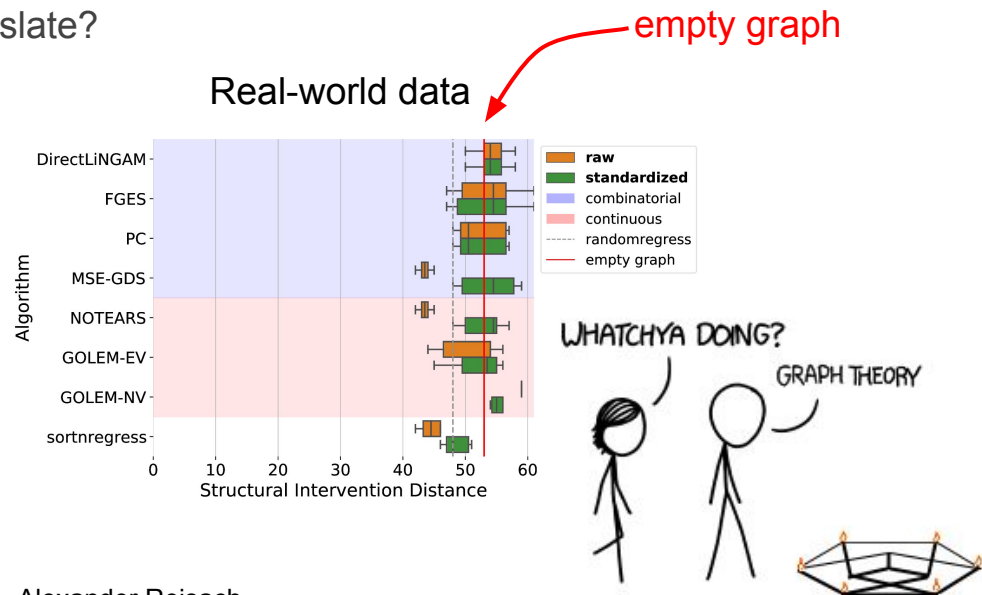 slate?
empty graph
Real-world data
DirectLiNGAM
FGES
PC
MSE-GDS
NOTEARS
GOLEM-EV
GOLEM-NV
sortnregress
Algorithm
0 10 20 30 40 50 60
Structural Intervention Distance
raw
standardized
combinatorial
continuous
randomregress
empty graph
WHATCHYA DOING?
GRAPH THEORY
Alexander Reisach